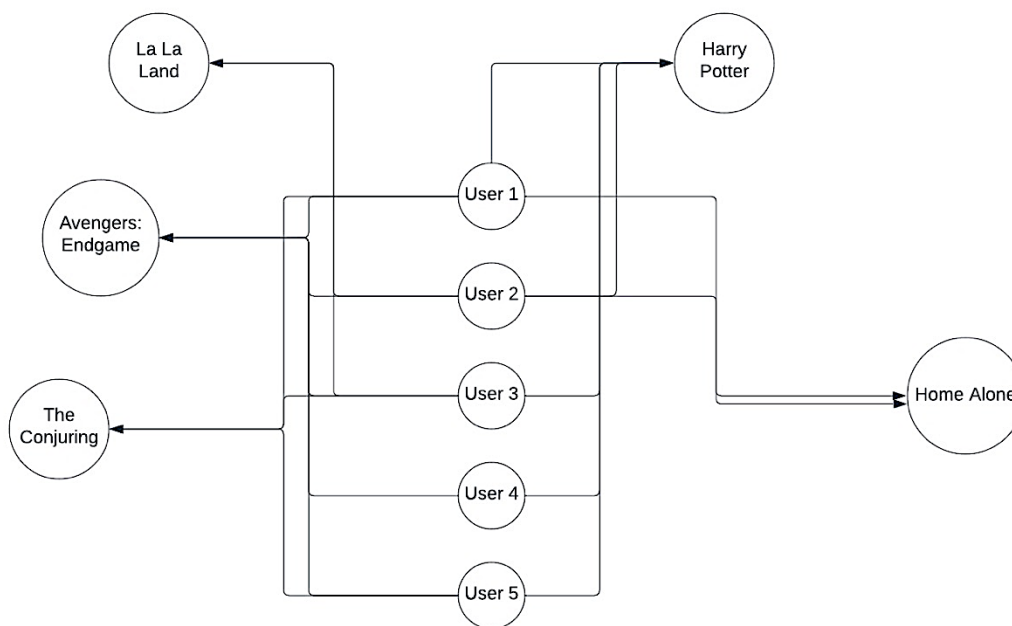 La La
Land
Harry
Potter
User 1
Avengers:
Endgame
User 2
User 3
Home Alone
The
Conjuring
User 4
User 5